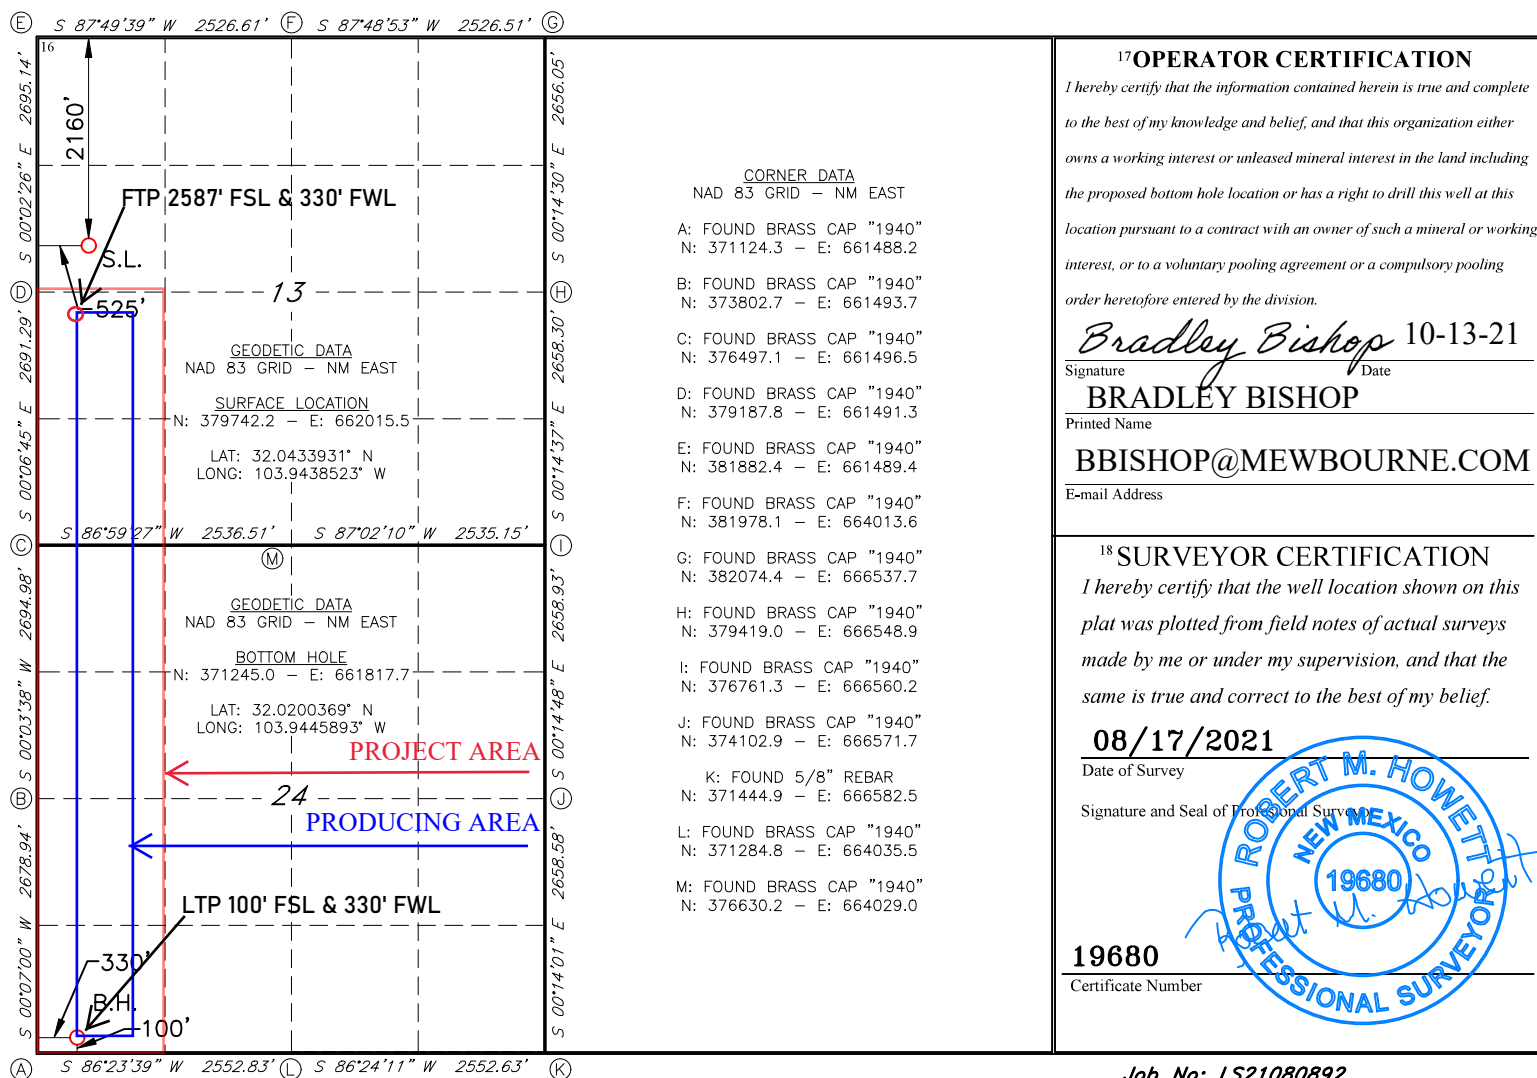 E S 87°49'39" W 2526.61' F S 87°48'53" W 2526.51' G
16
S 00°02'26" E 2695.14'
2160'
S 00°14'30" E 2656.05'
FTP 2587' FSL & 330' FWL
S.L.
D
13
H
525'
S 00°06'45" E 2691.29'
S 00°14'37" E 2658.30'
GEODETIC DATA
NAD 83 GRID – NM EAST
SURFACE LOCATION
N: 379742.2 – E: 662015.5
LAT: 32.0433931° N
LONG: 103.9438523° W
S 86°59'27" W 2536.51' S 87°02'10" W 2535.15'
C
M
I
S 00°03'38" W 2694.98'
S 00°14'48" E 2658.93'
GEODETIC DATA
NAD 83 GRID – NM EAST
BOTTOM HOLE
N: 371245.0 – E: 661817.7
LAT: 32.0200369° N
LONG: 103.9445893° W
PROJECT AREA
B
24
J
PRODUCING AREA
S 00°07'00" W 2678.94'
S 00°14'01" E 2658.58'
LTP 100' FSL & 330' FWL
330'
B.H.
100'
A S 86°23'39" W 2552.83' L S 86°24'11" W 2552.63' K
CORNER DATA
NAD 83 GRID – NM EAST
A: FOUND BRASS CAP "1940"
N: 371124.3 – E: 661488.2
B: FOUND BRASS CAP "1940"
N: 373802.7 – E: 661493.7
C: FOUND BRASS CAP "1940"
N: 376497.1 – E: 661496.5
D: FOUND BRASS CAP "1940"
N: 379187.8 – E: 661491.3
E: FOUND BRASS CAP "1940"
N: 381882.4 – E: 661489.4
F: FOUND BRASS CAP "1940"
N: 381978.1 – E: 664013.6
G: FOUND BRASS CAP "1940"
N: 382074.4 – E: 666537.7
H: FOUND BRASS CAP "1940"
N: 379419.0 – E: 666548.9
I: FOUND BRASS CAP "1940"
N: 376761.3 – E: 666560.2
J: FOUND BRASS CAP "1940"
N: 374102.9 – E: 666571.7
K: FOUND 5/8" REBAR
N: 371444.9 – E: 666582.5
L: FOUND BRASS CAP "1940"
N: 371284.8 – E: 664035.5
M: FOUND BRASS CAP "1940"
N: 376630.2 – E: 664029.0
17 OPERATOR CERTIFICATION
I hereby certify that the information contained herein is true and complete
to the best of my knowledge and belief, and that this organization either
owns a working interest or unleased mineral interest in the land including
the proposed bottom hole location or has a right to drill this well at this
location pursuant to a contract with an owner of such a mineral or working
interest, or to a voluntary pooling agreement or a compulsory pooling
order heretofore entered by the division.
Bradley Bishop 10-13-21
Signature Date
BRADLEY BISHOP
Printed Name
BBISHOP@MEWBOURNE.COM
E-mail Address
18 SURVEYOR CERTIFICATION
I hereby certify that the well location shown on this
plat was plotted from field notes of actual surveys
made by me or under my supervision, and that the
same is true and correct to the best of my belief.
08/17/2021
Date of Survey
Signature and Seal of Professional Surveyor
ROBERT M. HOWETT
NEW MEXICO
19680
PROFESSIONAL SURVEYOR
Robert M. Howett
19680
Certificate Number
Job No: LS21080892